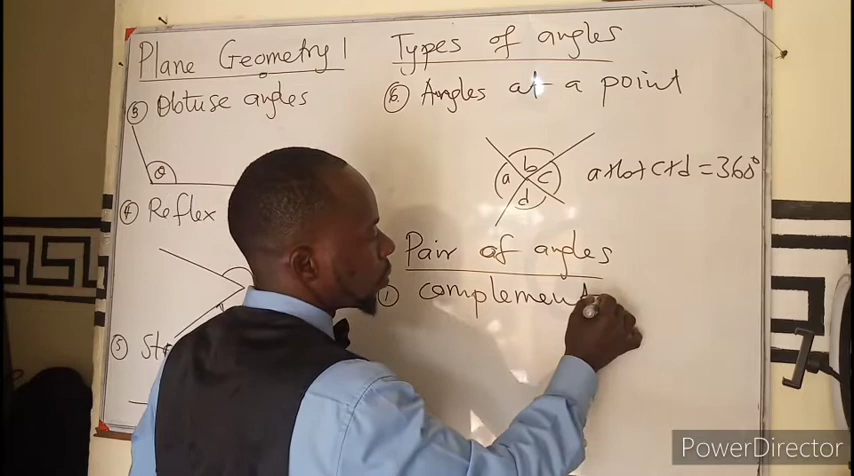 Plane Geometry 1
③ Obtuse angles
θ
④ Reflex
⑤ St
Types of angles
⑥ Angles at a point
a b c d
a+b+c+d=360°
Pair of angles
① complement
PowerDirector